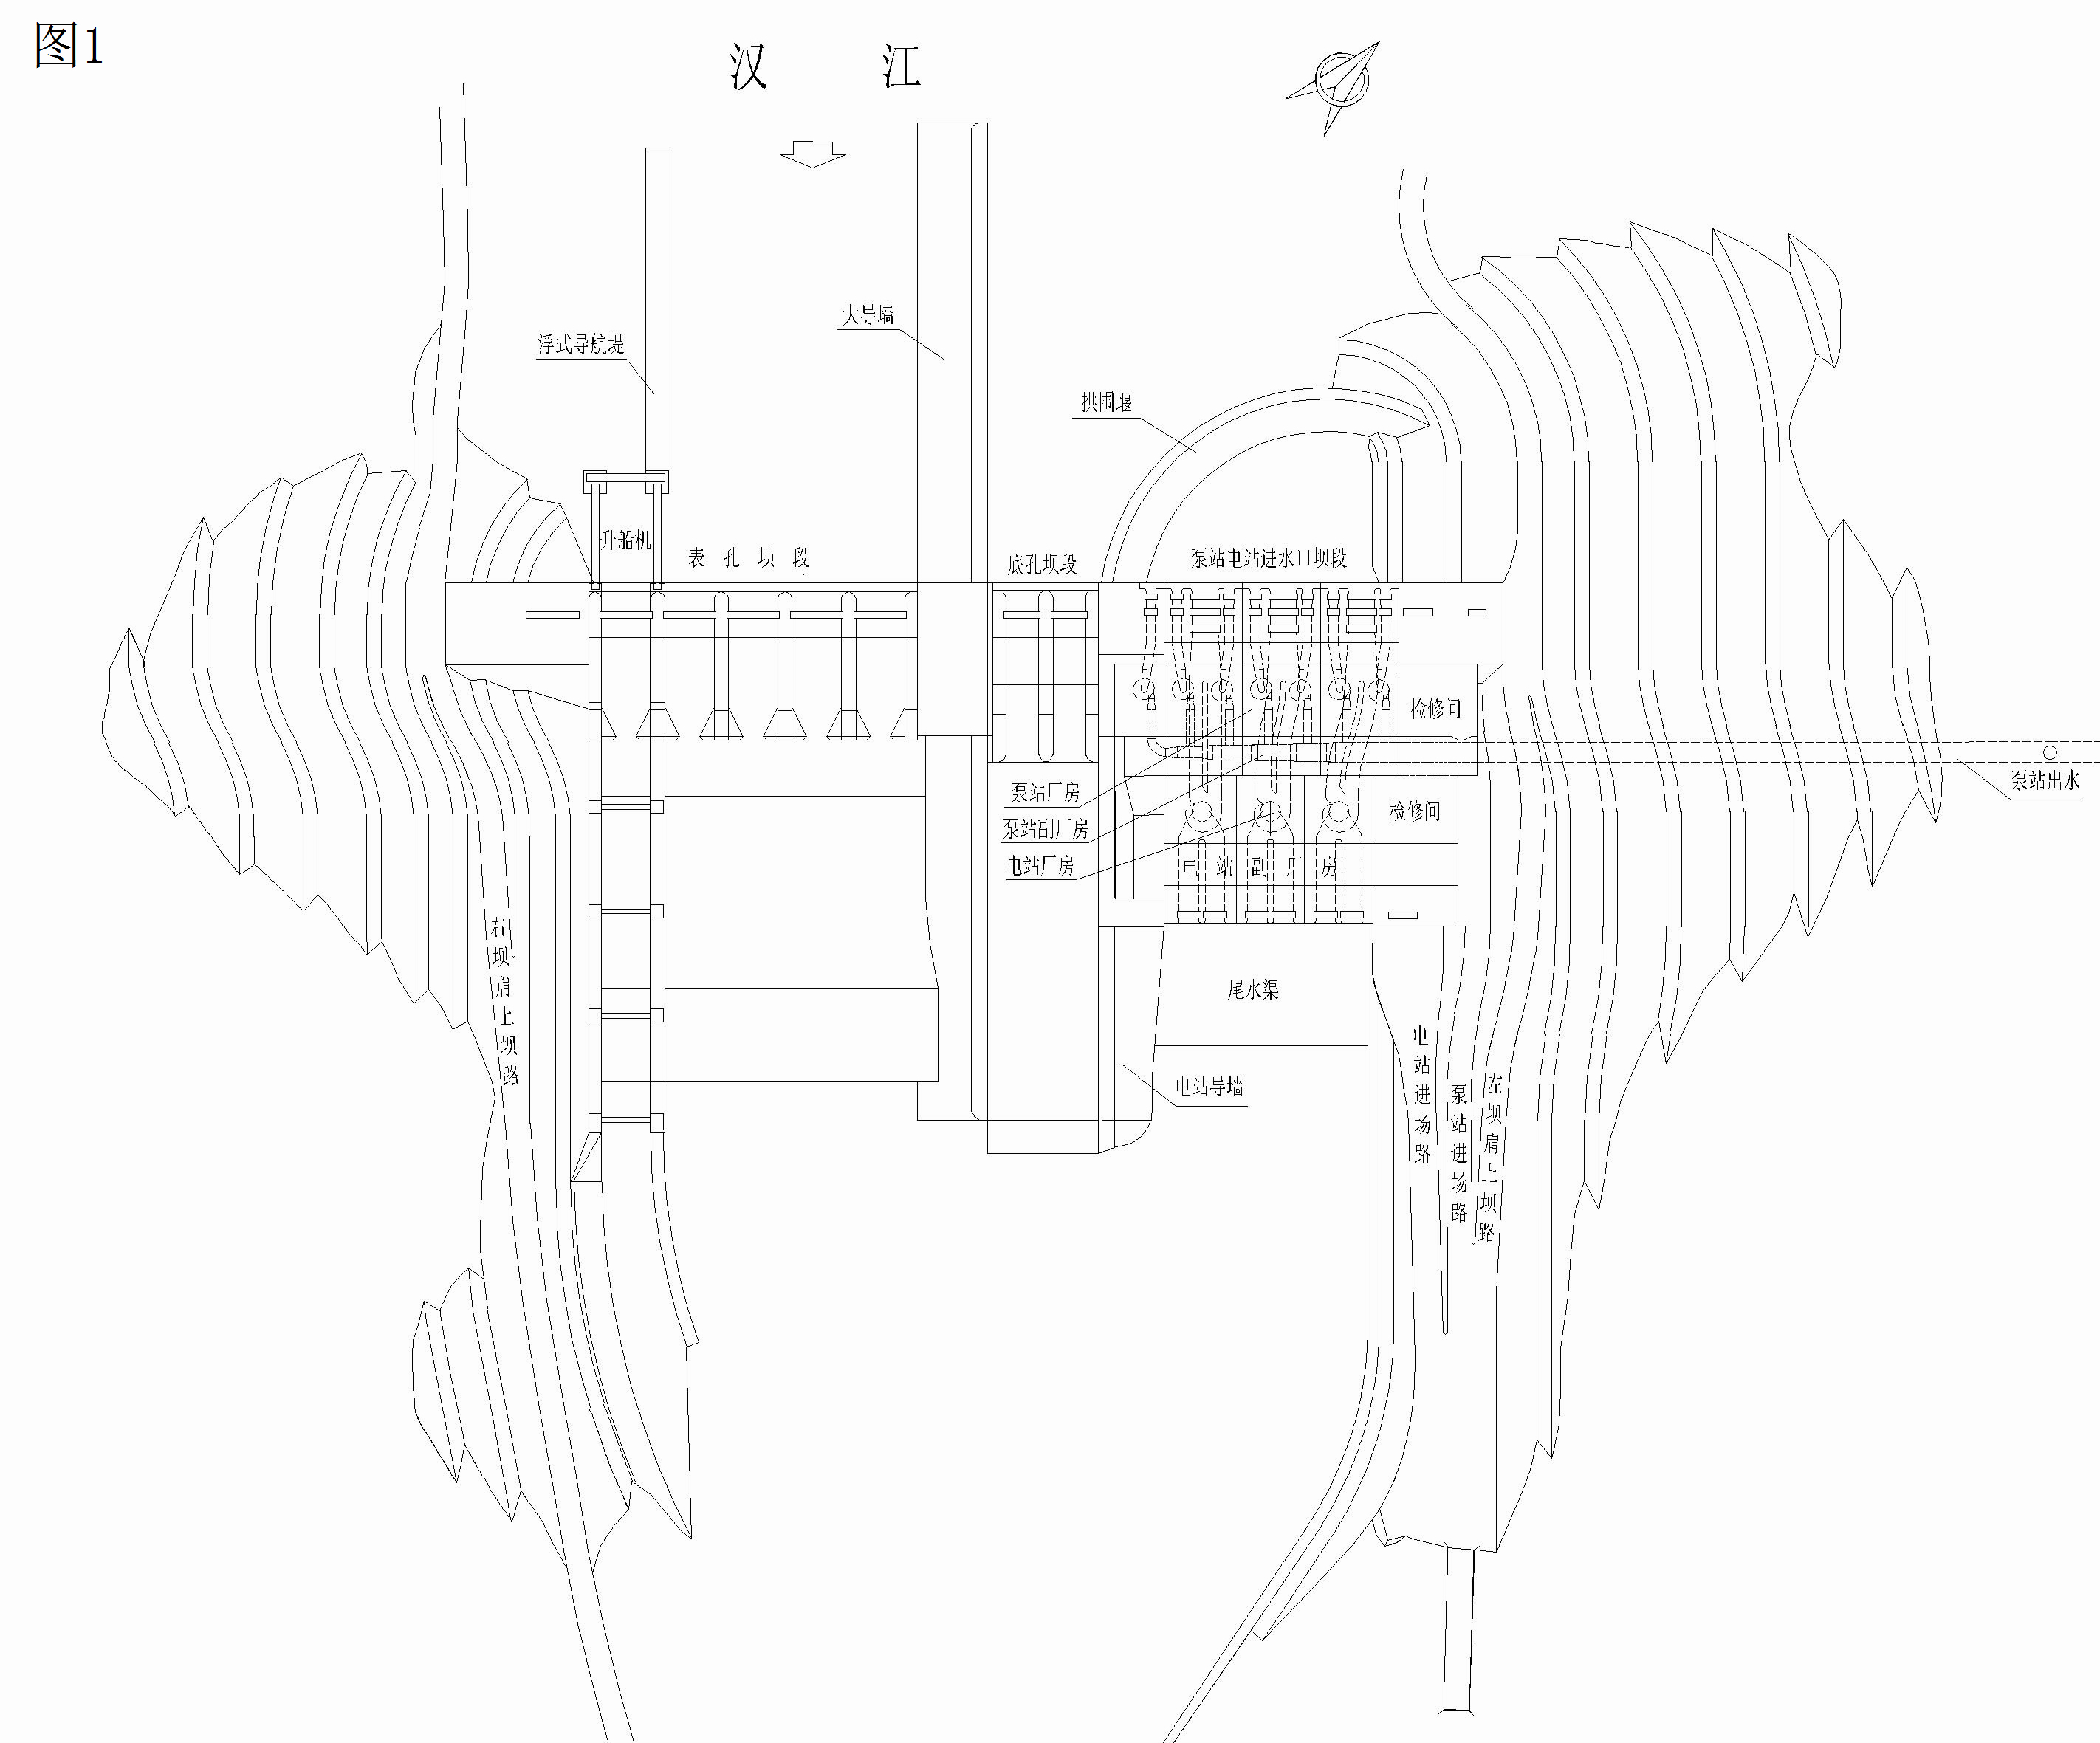 图1
汉 江
大导墙
浮式导航堤
拱围堰
升船机
表孔坝段
底孔坝段
泵站电站进水口坝段
检修间
泵站出水
泵站厂房
检修间
泵站副厂房
电站厂房
电站副厂房
右坝肩上坝路
尾水渠
电站进场路
电站导墙
泵站进场路
左坝肩上坝路